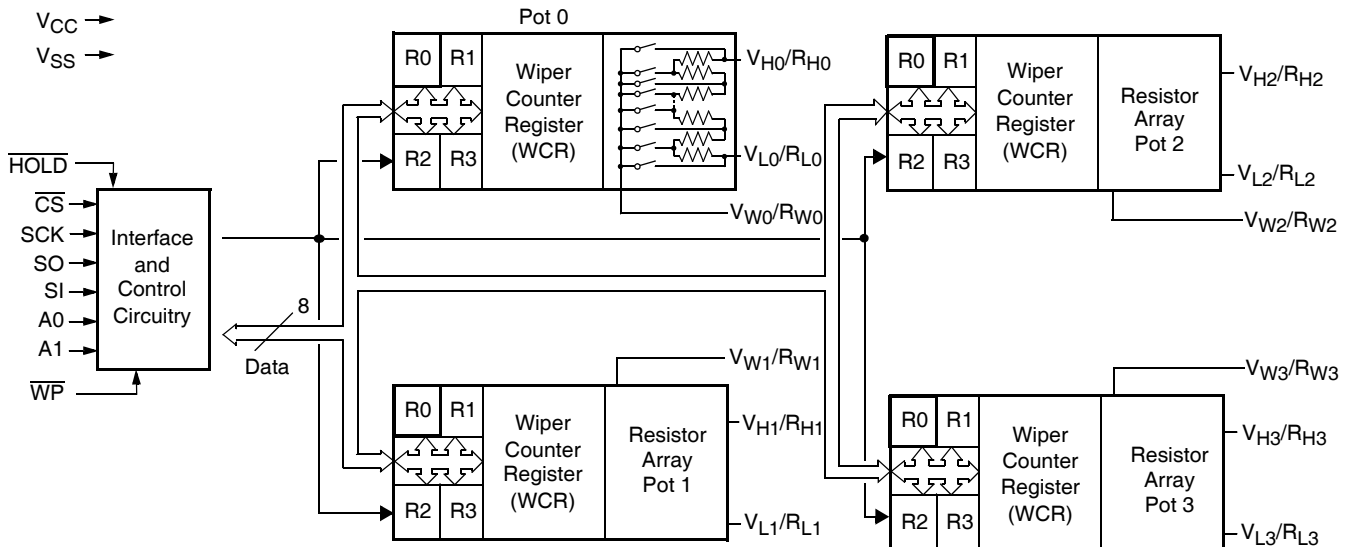 VCC
VSS
HOLD
CS
SCK
SO
SI
A0
A1
WP
Interface
and
Control
Circuitry
8
Data
Pot 0
R0 R1
R2 R3
Wiper
Counter
Register
(WCR)
VH0/RH0
VL0/RL0
VW0/RW0
R0 R1
R2 R3
Wiper
Counter
Register
(WCR)
Resistor
Array
Pot 2
VH2/RH2
VL2/RL2
VW2/RW2
VW1/RW1
R0 R1
R2 R3
Wiper
Counter
Register
(WCR)
Resistor
Array
Pot 1
VH1/RH1
VL1/RL1
VW3/RW3
R0 R1
R2 R3
Wiper
Counter
Register
(WCR)
Resistor
Array
Pot 3
VH3/RH3
VL3/RL3